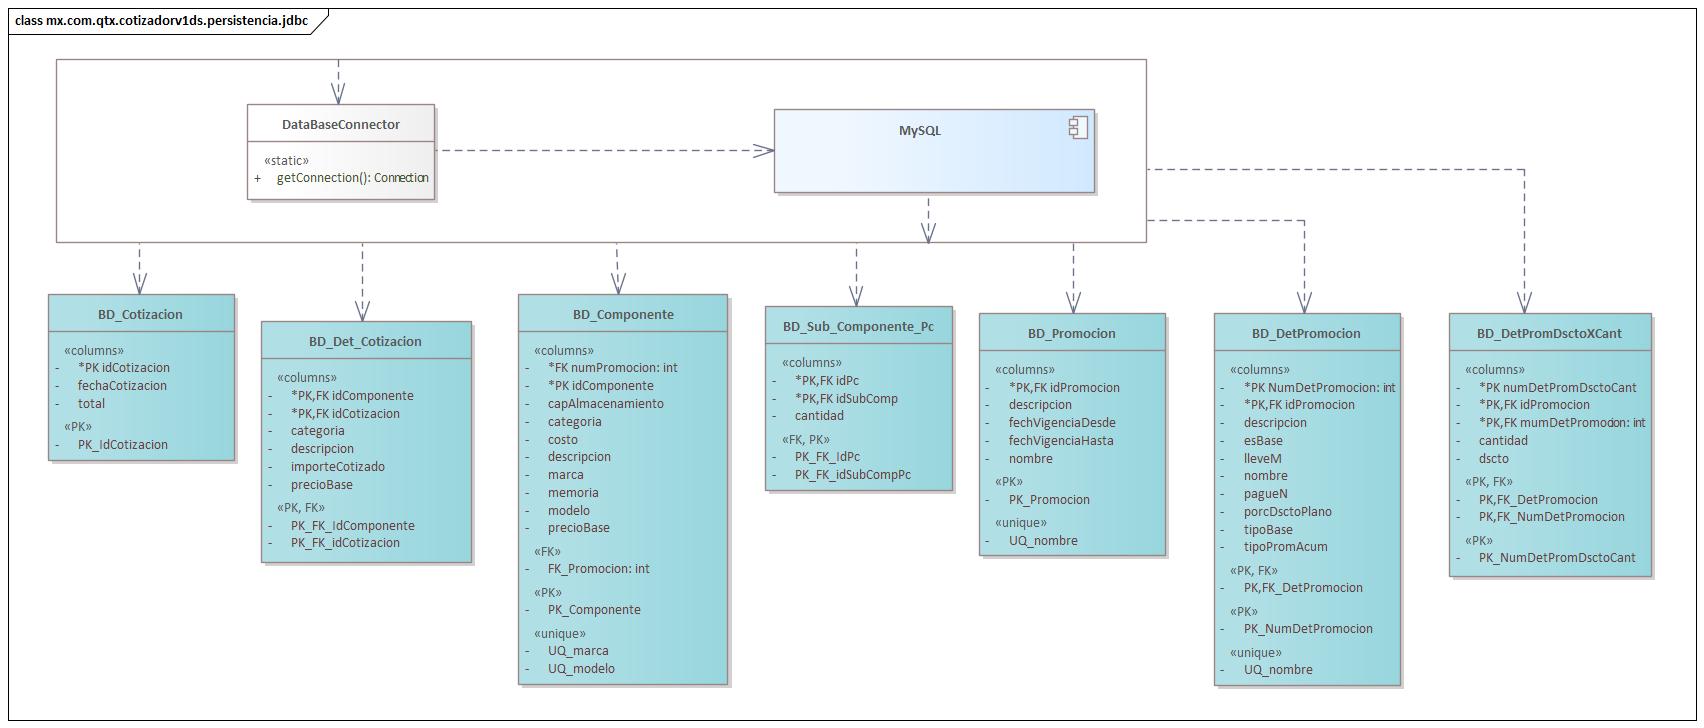 class mx.com.qtx.cotizadorv1ds.persistencia.jdbc
DataBaseConnector
«static»
+ getConnection(): Connection
MySQL
BD_Cotizacion
«columns»
- *PK idCotizacion
- fechaCotizacion
- total
«PK»
- PK_IdCotizacion
BD_Det_Cotizacion
«columns»
- *PK,FK idComponente
- *PK,FK idCotizacion
- categoria
- descripcion
- importeCotizado
- precioBase
«PK, FK»
- PK_FK_IdComponente
- PK_FK_idCotizacion
BD_Componente
«columns»
- *FK numPromocion: int
- *PK idComponente
- capAlmacenamiento
- categoria
- costo
- descripcion
- marca
- memoria
- modelo
- precioBase
«FK»
- FK_Promocion: int
«PK»
- PK_Componente
«unique»
- UQ_marca
- UQ_modelo
BD_Sub_Componente_Pc
«columns»
- *PK,FK idPc
- *PK,FK idSubComp
- cantidad
«FK, PK»
- PK_FK_IdPc
- PK_FK_idSubCompPc
BD_Promocion
«columns»
- *PK,FK idPromocion
- descripcion
- fechVigenciaDesde
- fechVigenciaHasta
- nombre
«PK»
- PK_Promocion
«unique»
- UQ_nombre
BD_DetPromocion
«columns»
- *PK NumDetPromocion: int
- *PK,FK idPromocion
- descripcion
- esBase
- lleveM
- nombre
- pagueN
- porcDsctoPlano
- tipoBase
- tipoPromAcum
«PK, FK»
- PK,FK_DetPromocion
«PK»
- PK_NumDetPromocion
«unique»
- UQ_nombre
BD_DetPromDsctoXCant
«columns»
- *PK numDetPromDsctoCant
- *PK,FK idPromocion
- *PK,FK mumDetPromocion: int
- cantidad
- dscto
«PK, FK»
- PK,FK_DetPromocion
- PK,FK_NumDetPromocion
«PK»
- PK_NumDetPromDsctoCant